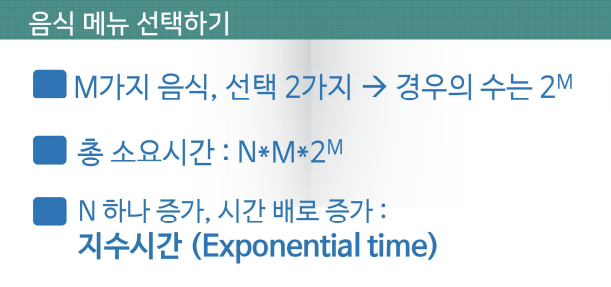 음식 메뉴 선택하기
M가지 음식, 선택 2가지 → 경우의 수는 2ᴹ
총 소요시간 : N*M*2ᴹ
N 하나 증가, 시간 배로 증가 :
지수시간 (Exponential time)